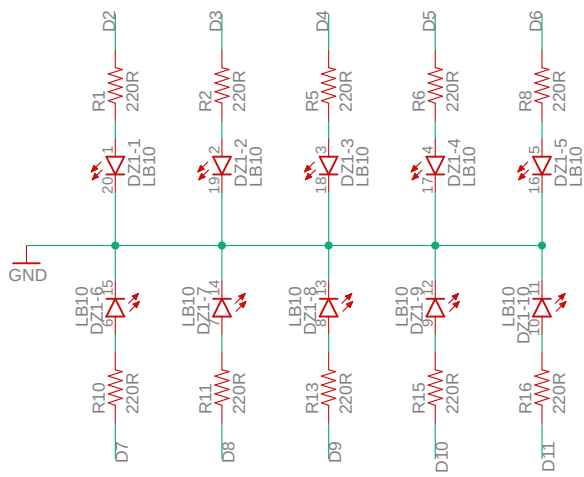 D2
D3
D4
D5
D6
R1
220R
R2
220R
R5
220R
R6
220R
R8
220R
1
20
DZ1-1
LB10
2
19
DZ1-2
LB10
3
18
DZ1-3
LB10
4
17
DZ1-4
LB10
5
16
DZ1-5
LB10
GND
LB10
DZ1-6
15
6
LB10
DZ1-7
14
7
LB10
DZ1-8
13
8
LB10
DZ1-9
12
9
LB10
DZ1-10
11
10
R10
220R
R11
220R
R13
220R
R15
220R
R16
220R
D7
D8
D9
D10
D11